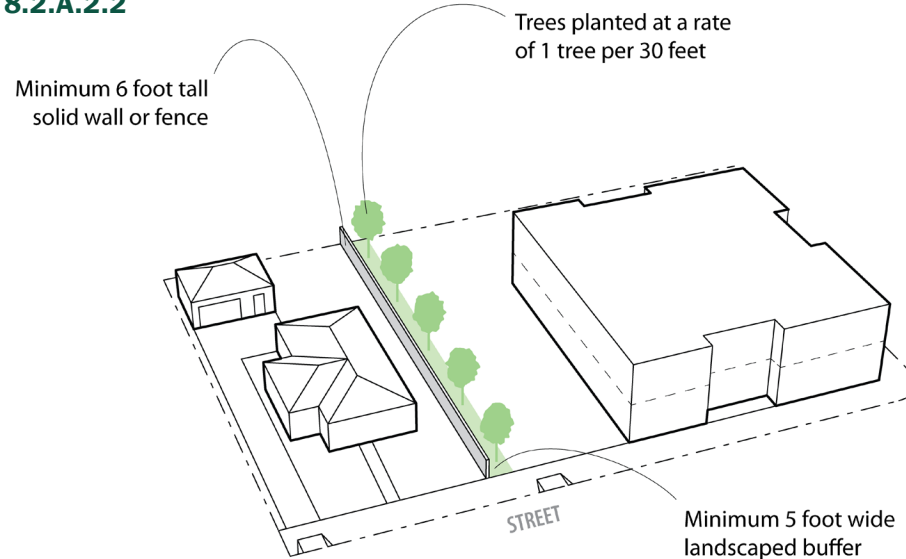 8.2.A.2.2
Trees planted at a rate
of 1 tree per 30 feet
Minimum 6 foot tall
solid wall or fence
STREET
Minimum 5 foot wide
landscaped buffer